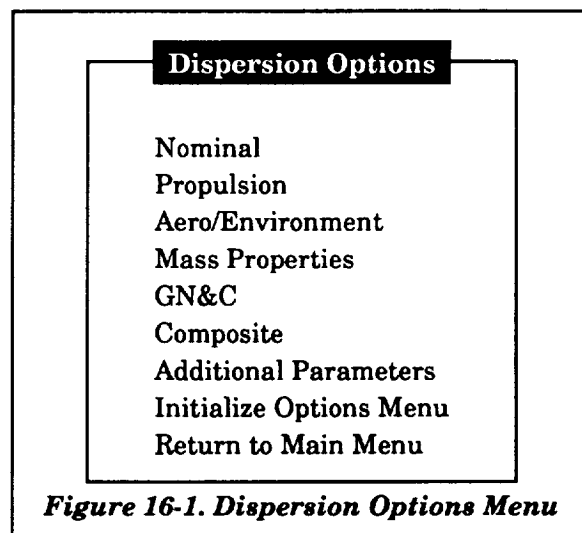 Dispersion Options
Nominal
Propulsion
Aero/Environment
Mass Properties
GN&C
Composite
Additional Parameters
Initialize Options Menu
Return to Main Menu
Figure 16-1. Dispersion Options Menu